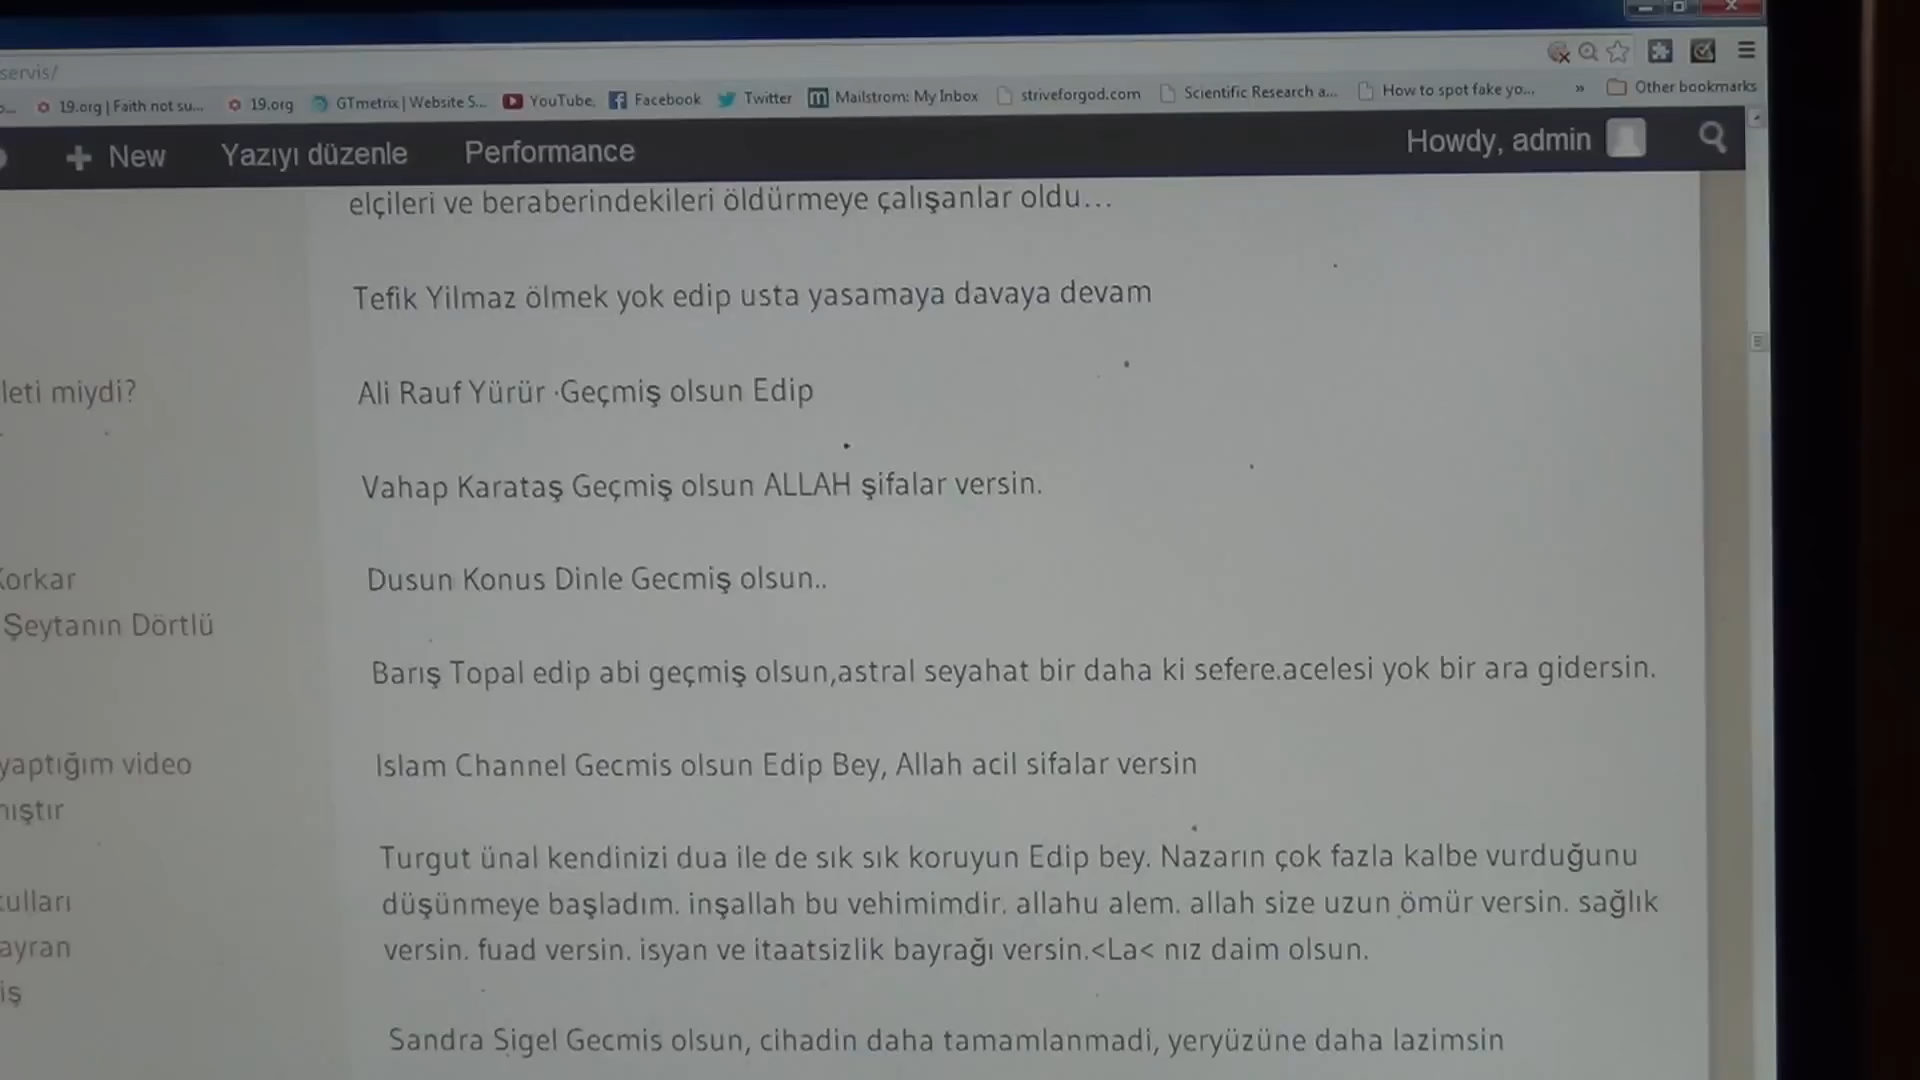 servis/
19.org | Faith not su... 19.org GTmetrix | Website S... YouTube Facebook Twitter Mailstrom: My Inbox striveforgod.com Scientific Research a... How to spot fake yo... » Other bookmarks
+ New Yazıyı düzenle Performance Howdy, admin
elçileri ve beraberindekileri öldürmeye çalışanlar oldu…
Tefik Yilmaz ölmek yok edip usta yasamaya davaya devam
leti miydi?
Ali Rauf Yürür ·Geçmiş olsun Edip
Vahap Karataş Geçmiş olsun ALLAH şifalar versin.
Korkar
Dusun Konus Dinle Gecmiş olsun..
Şeytanın Dörtlü
Barış Topal edip abi geçmiş olsun,astral seyahat bir daha ki sefere.acelesi yok bir ara gidersin.
yaptığım video
mıştır
Islam Channel Gecmis olsun Edip Bey, Allah acil sifalar versin
Turgut ünal kendinizi dua ile de sık sık koruyun Edip bey. Nazarın çok fazla kalbe vurduğunu
düşünmeye başladım. inşallah bu vehimimdir. allahu alem. allah size uzun ömür versin. sağlık
versin. fuad versin. isyan ve itaatsizlik bayrağı versin.<La< nız daim olsun.
kulları
ayran
iş
Sandra Sigel Gecmis olsun, cihadin daha tamamlanmadi, yeryüzüne daha lazimsin